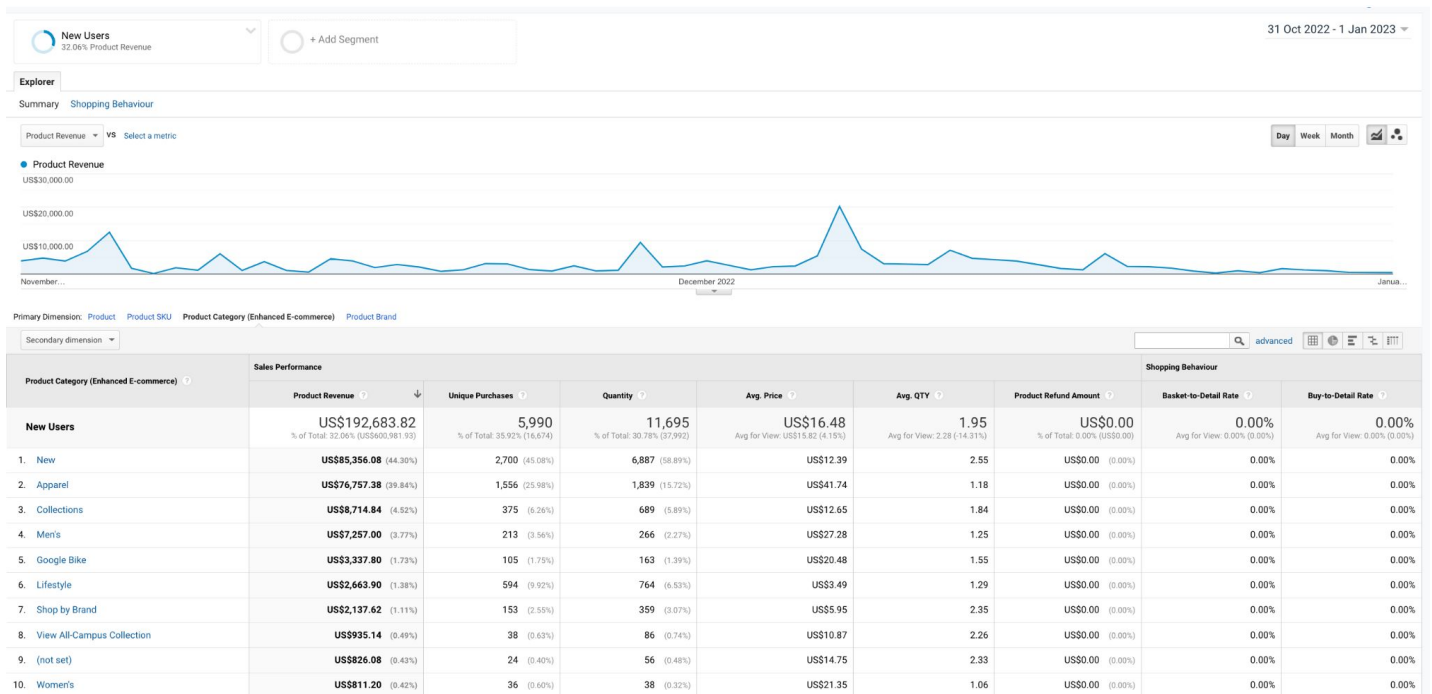 New Users
32.06% Product Revenue
+ Add Segment
31 Oct 2022 - 1 Jan 2023
Explorer
Summary Shopping Behaviour
Product Revenue VS Select a metric
Day Week Month
Product Revenue
US$30,000.00
US$20,000.00
US$10,000.00
November... December 2022 Janua...
Primary Dimension: Product Product SKU Product Category (Enhanced E-commerce) Product Brand
Secondary dimension advanced
Product Category (Enhanced E-commerce) ? Sales Performance Shopping Behaviour
Product Revenue ? Unique Purchases ? Quantity ? Avg. Price ? Avg. QTY ? Product Refund Amount ? Basket-to-Detail Rate ? Buy-to-Detail Rate ?
New Users US$192,683.82 5,990 11,695 US$16.48 1.95 US$0.00 0.00% 0.00%
% of Total: 32.06% (US$600,981.93) % of Total: 35.92% (16,674) % of Total: 30.78% (37,992) Avg for View: US$15.82 (4.15%) Avg for View: 2.28 (-14.31%) % of Total: 0.00% (US$0.00) Avg for View: 0.00% (0.00%) Avg for View: 0.00% (0.00%)
1. New US$85,356.08 (44.30%) 2,700 (45.08%) 6,887 (58.89%) US$12.39 2.55 US$0.00 (0.00%) 0.00% 0.00%
2. Apparel US$76,757.38 (39.84%) 1,556 (25.98%) 1,839 (15.72%) US$41.74 1.18 US$0.00 (0.00%) 0.00% 0.00%
3. Collections US$8,714.84 (4.52%) 375 (6.26%) 689 (5.89%) US$12.65 1.84 US$0.00 (0.00%) 0.00% 0.00%
4. Men's US$7,257.00 (3.77%) 213 (3.56%) 266 (2.27%) US$27.28 1.25 US$0.00 (0.00%) 0.00% 0.00%
5. Google Bike US$3,337.80 (1.73%) 105 (1.75%) 163 (1.39%) US$20.48 1.55 US$0.00 (0.00%) 0.00% 0.00%
6. Lifestyle US$2,663.90 (1.38%) 594 (9.92%) 764 (6.53%) US$3.49 1.29 US$0.00 (0.00%) 0.00% 0.00%
7. Shop by Brand US$2,137.62 (1.11%) 153 (2.55%) 359 (3.07%) US$5.95 2.35 US$0.00 (0.00%) 0.00% 0.00%
8. View All-Campus Collection US$935.14 (0.49%) 38 (0.63%) 86 (0.74%) US$10.87 2.26 US$0.00 (0.00%) 0.00% 0.00%
9. (not set) US$826.08 (0.43%) 24 (0.40%) 56 (0.48%) US$14.75 2.33 US$0.00 (0.00%) 0.00% 0.00%
10. Women's US$811.20 (0.42%) 36 (0.60%) 38 (0.32%) US$21.35 1.06 US$0.00 (0.00%) 0.00% 0.00%